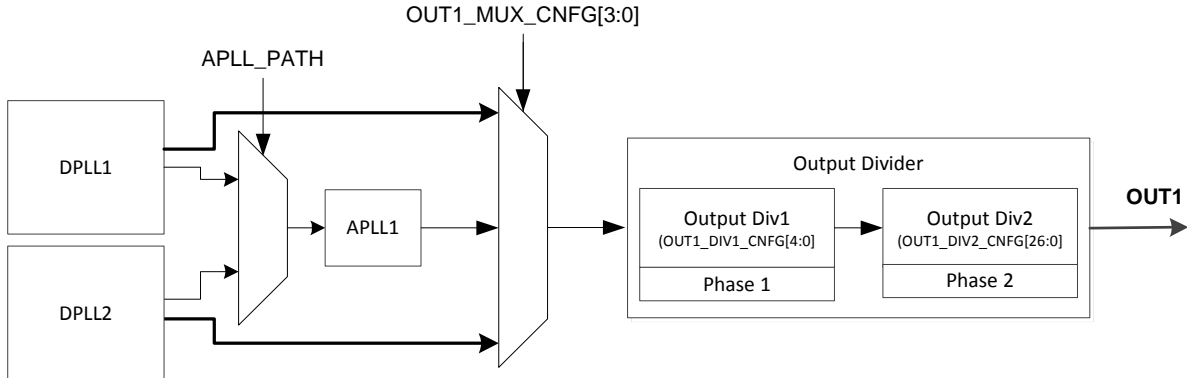 OUT1_MUX_CNFG[3:0]
APLL_PATH
DPLL1
DPLL2
APLL1
Output Divider
Output Div1
(OUT1_DIV1_CNFG[4:0])
Phase 1
Output Div2
(OUT1_DIV2_CNFG[26:0])
Phase 2
OUT1